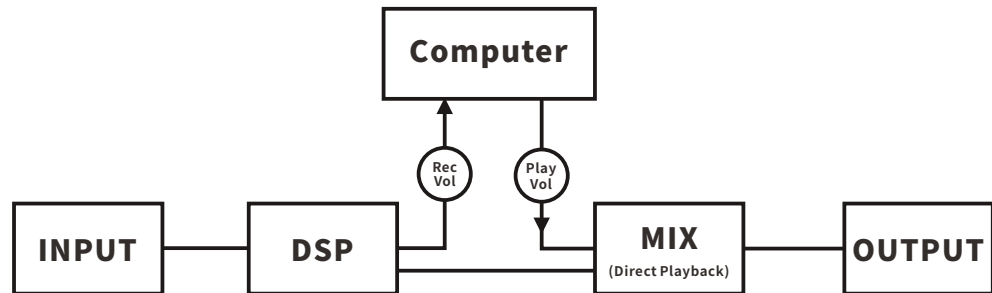 Computer
Rec
Vol
Play
Vol
INPUT
DSP
MIX
(Direct Playback)
OUTPUT